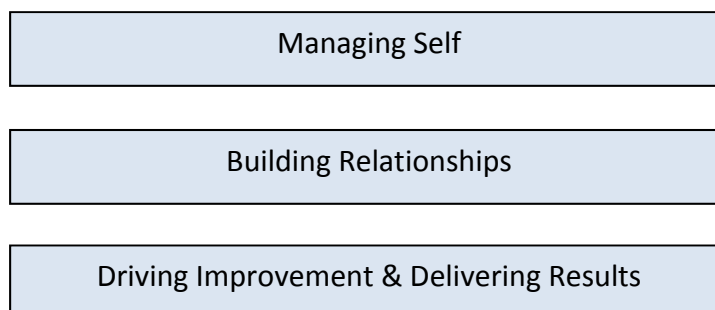 Managing Self
Building Relationships
Driving Improvement & Delivering Results